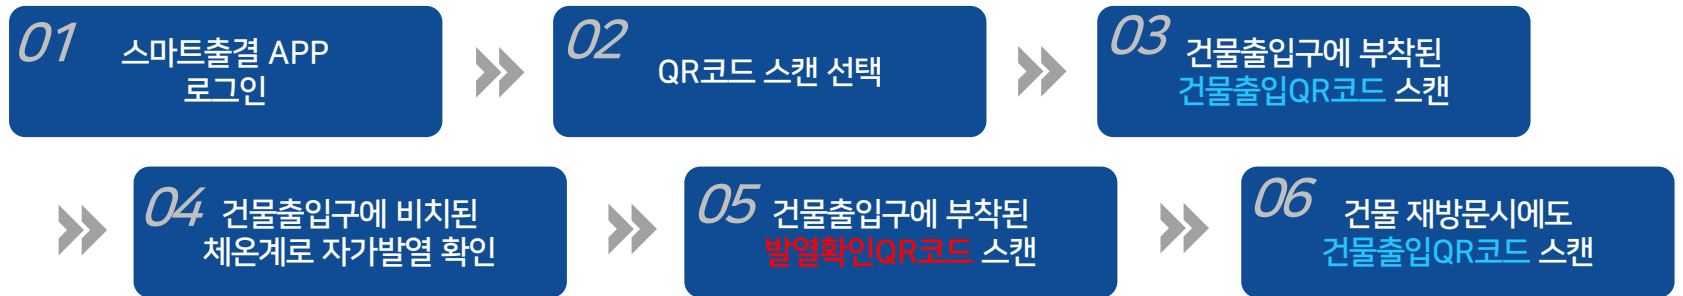 01
스마트출결 APP
로그인
02
QR코드 스캔 선택
03
건물출입구에 부착된
건물출입QR코드 스캔
04
건물출입구에 비치된
체온계로 자가발열 확인
05
건물출입구에 부착된
발열확인QR코드 스캔
06
건물 재방문시에도
건물출입QR코드 스캔